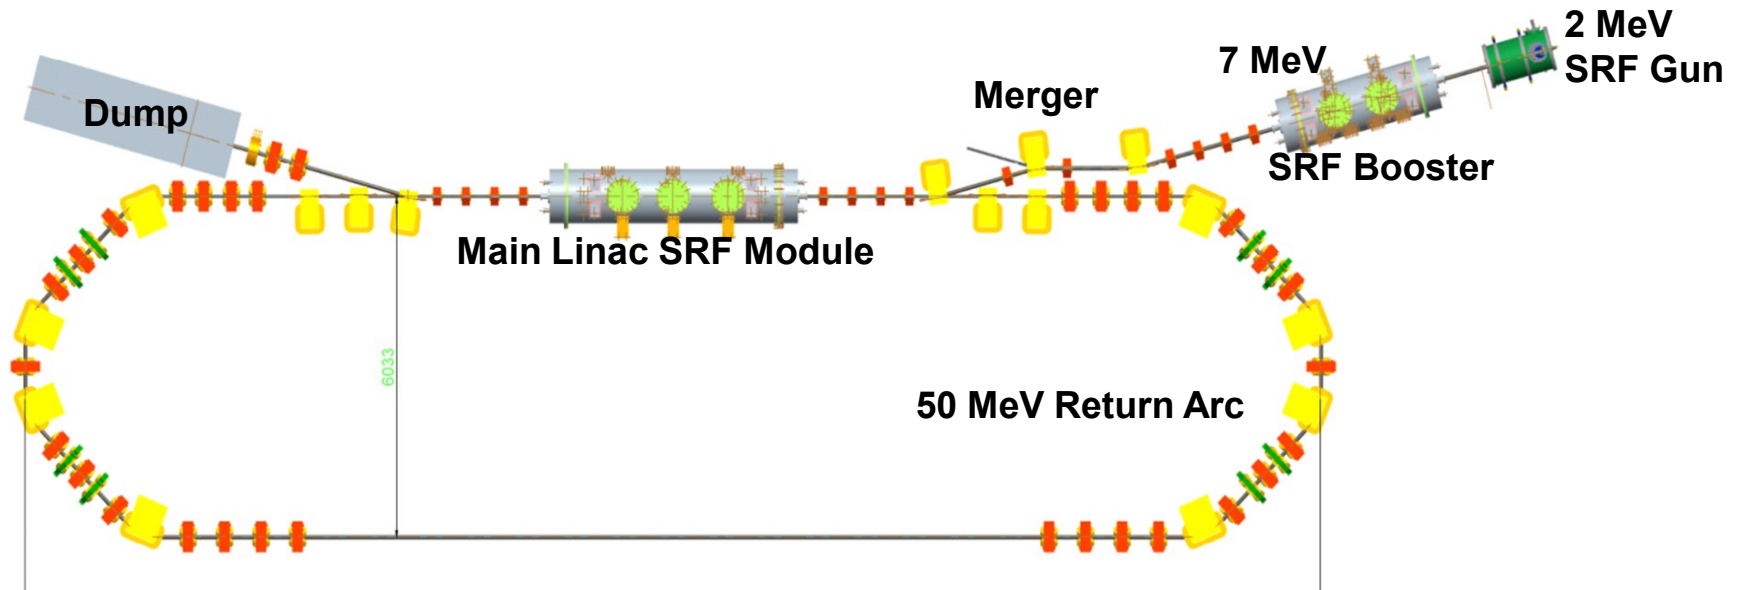 2 MeV
SRF Gun
7 MeV
Merger
Dump
SRF Booster
Main Linac SRF Module
6033
50 MeV Return Arc